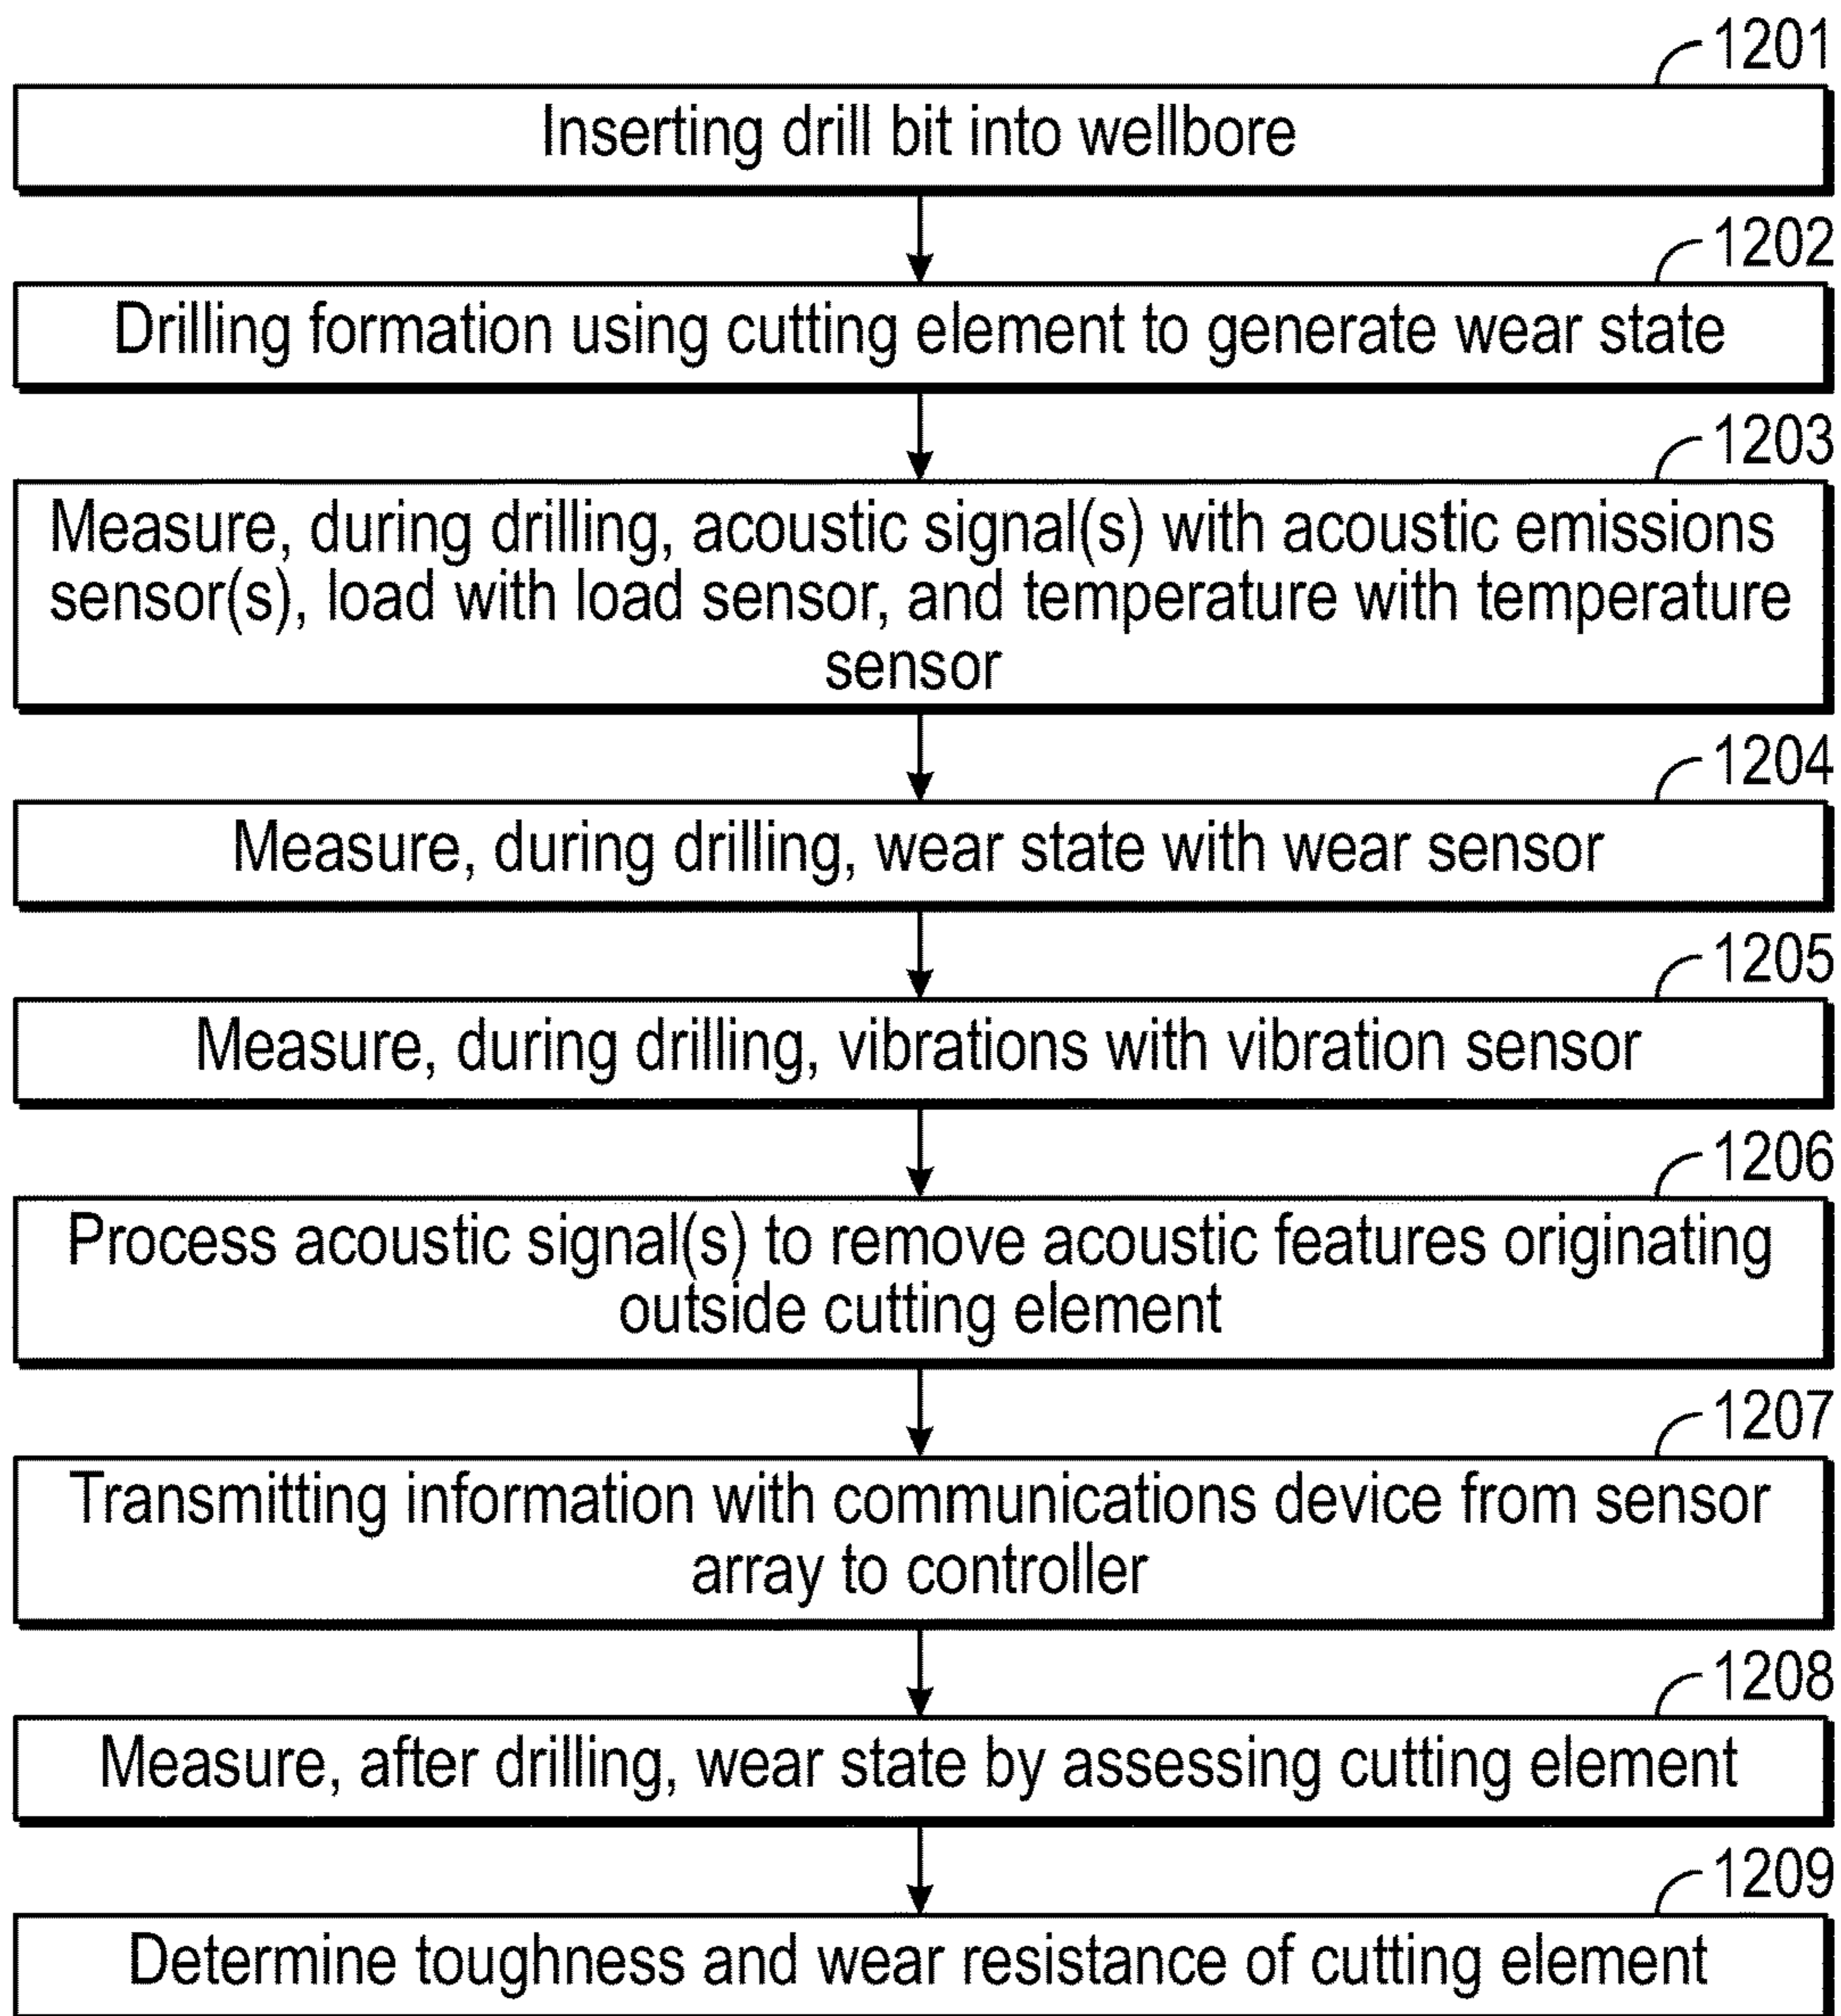 1201
Inserting drill bit into wellbore
1202
Drilling formation using cutting element to generate wear state
1203
Measure, during drilling, acoustic signal(s) with acoustic emissions
sensor(s), load with load sensor, and temperature with temperature
sensor
1204
Measure, during drilling, wear state with wear sensor
1205
Measure, during drilling, vibrations with vibration sensor
1206
Process acoustic signal(s) to remove acoustic features originating
outside cutting element
1207
Transmitting information with communications device from sensor
array to controller
1208
Measure, after drilling, wear state by assessing cutting element
1209
Determine toughness and wear resistance of cutting element